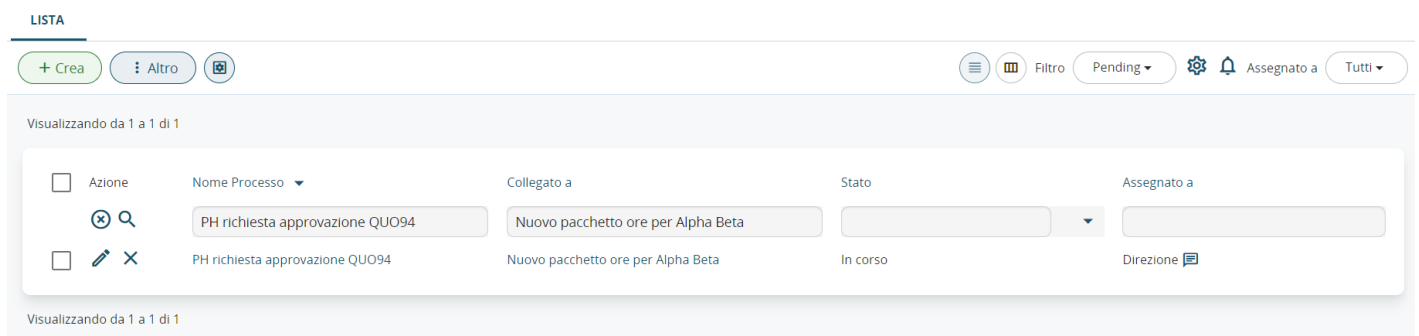 LISTA
+ Crea Altro Filtro Pending Assegnato a Tutti
Visualizzando da 1 a 1 di 1
Azione Nome Processo Collegato a Stato Assegnato a
PH richiesta approvazione QUO94 Nuovo pacchetto ore per Alpha Beta
PH richiesta approvazione QUO94 Nuovo pacchetto ore per Alpha Beta In corso Direzione
Visualizzando da 1 a 1 di 1